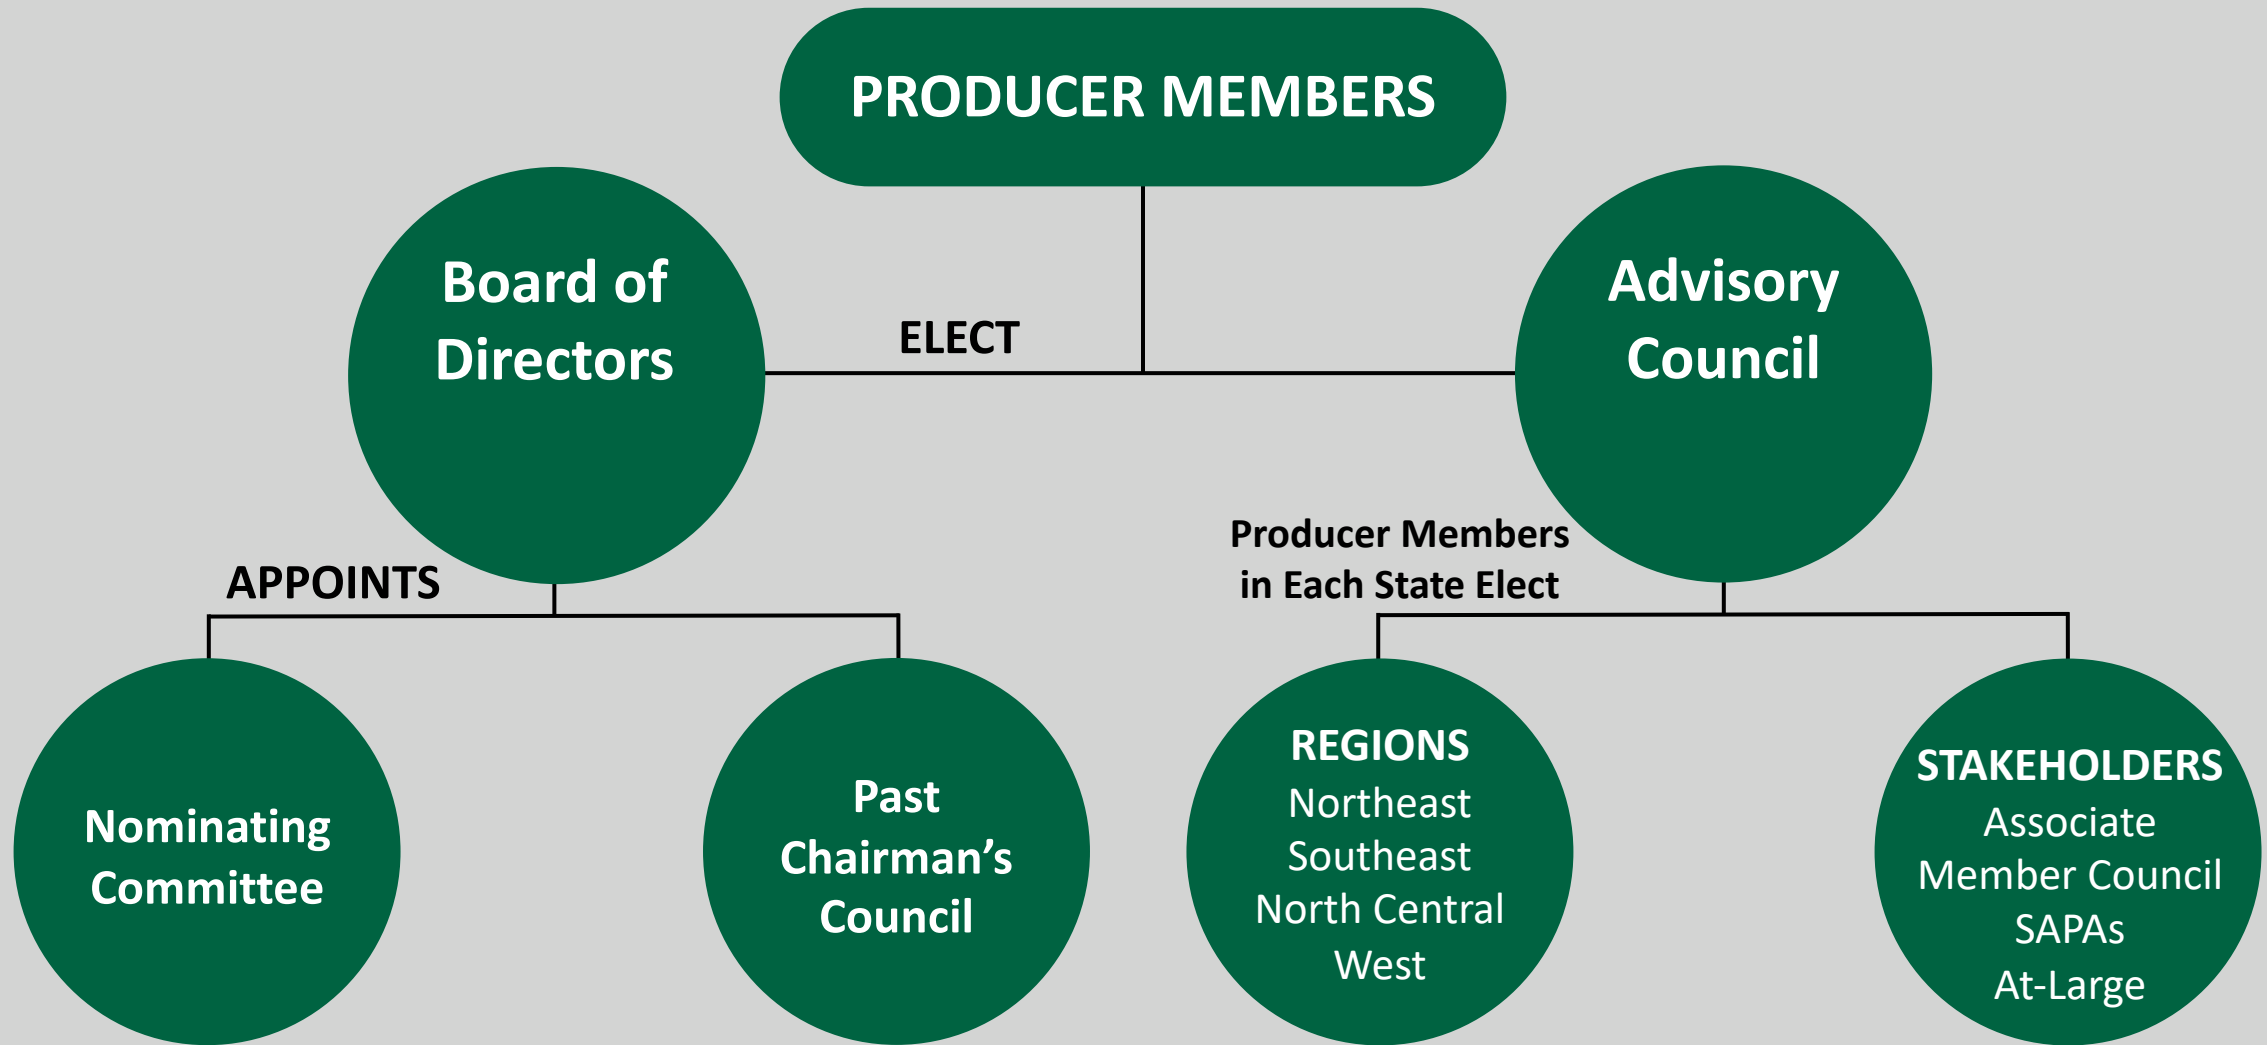 PRODUCER MEMBERS
Board of
Directors
ELECT
Advisory
Council
APPOINTS
Producer Members
in Each State Elect
Nominating
Committee
Past
Chairman’s
Council
REGIONS
Northeast
Southeast
North Central
West
STAKEHOLDERS
Associate
Member Council
SAPAs
At-Large